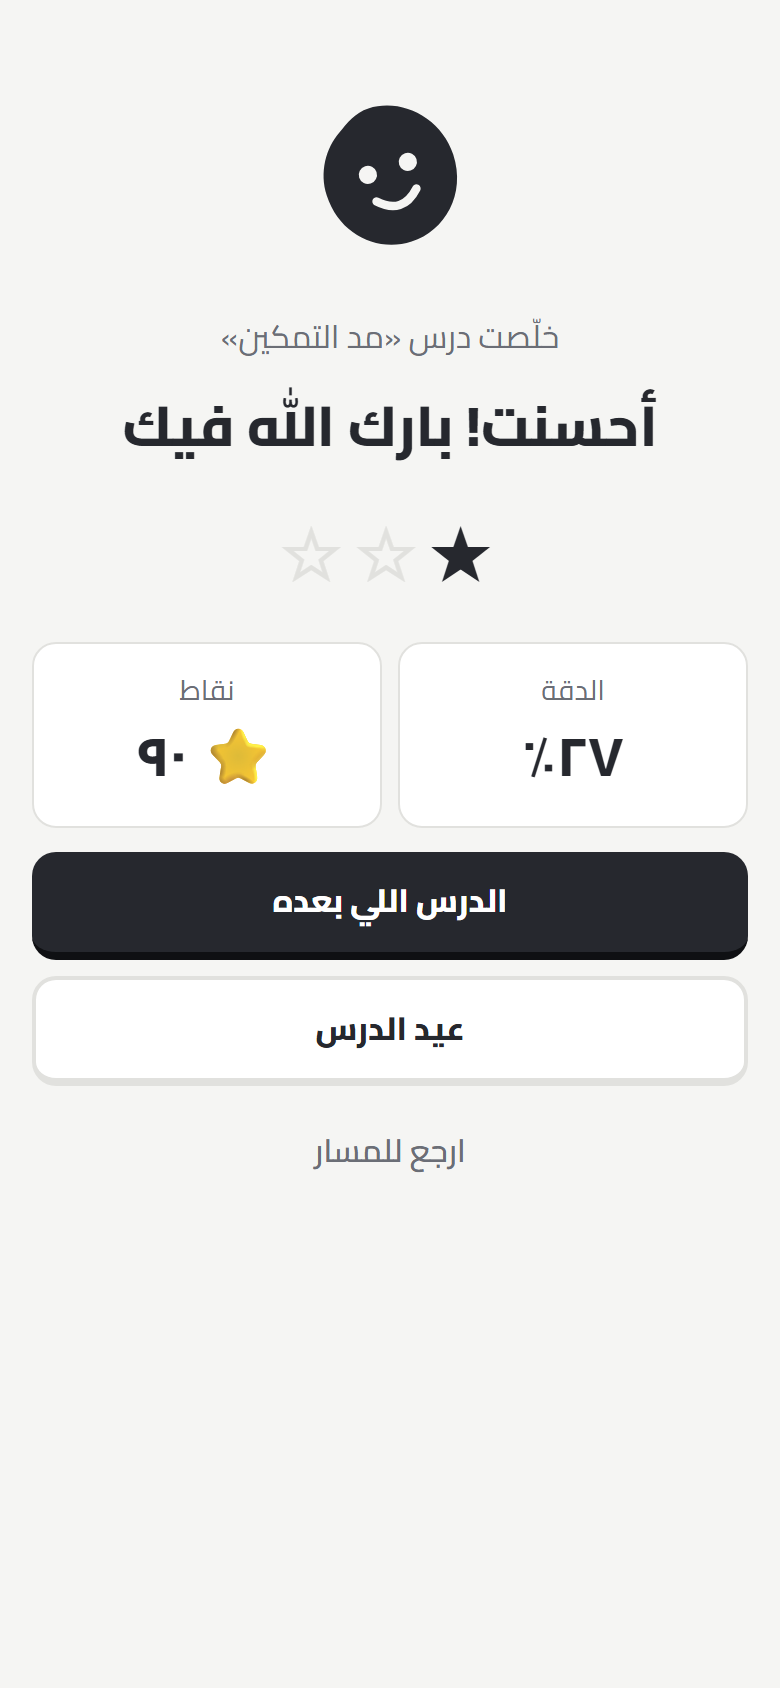 خلّصت درس «مد التمكين»
أحسنت! بارك الله فيك
الدقة
٢٧٪
نقاط
٩٠
الدرس اللي بعده
عيد الدرس
ارجع للمسار